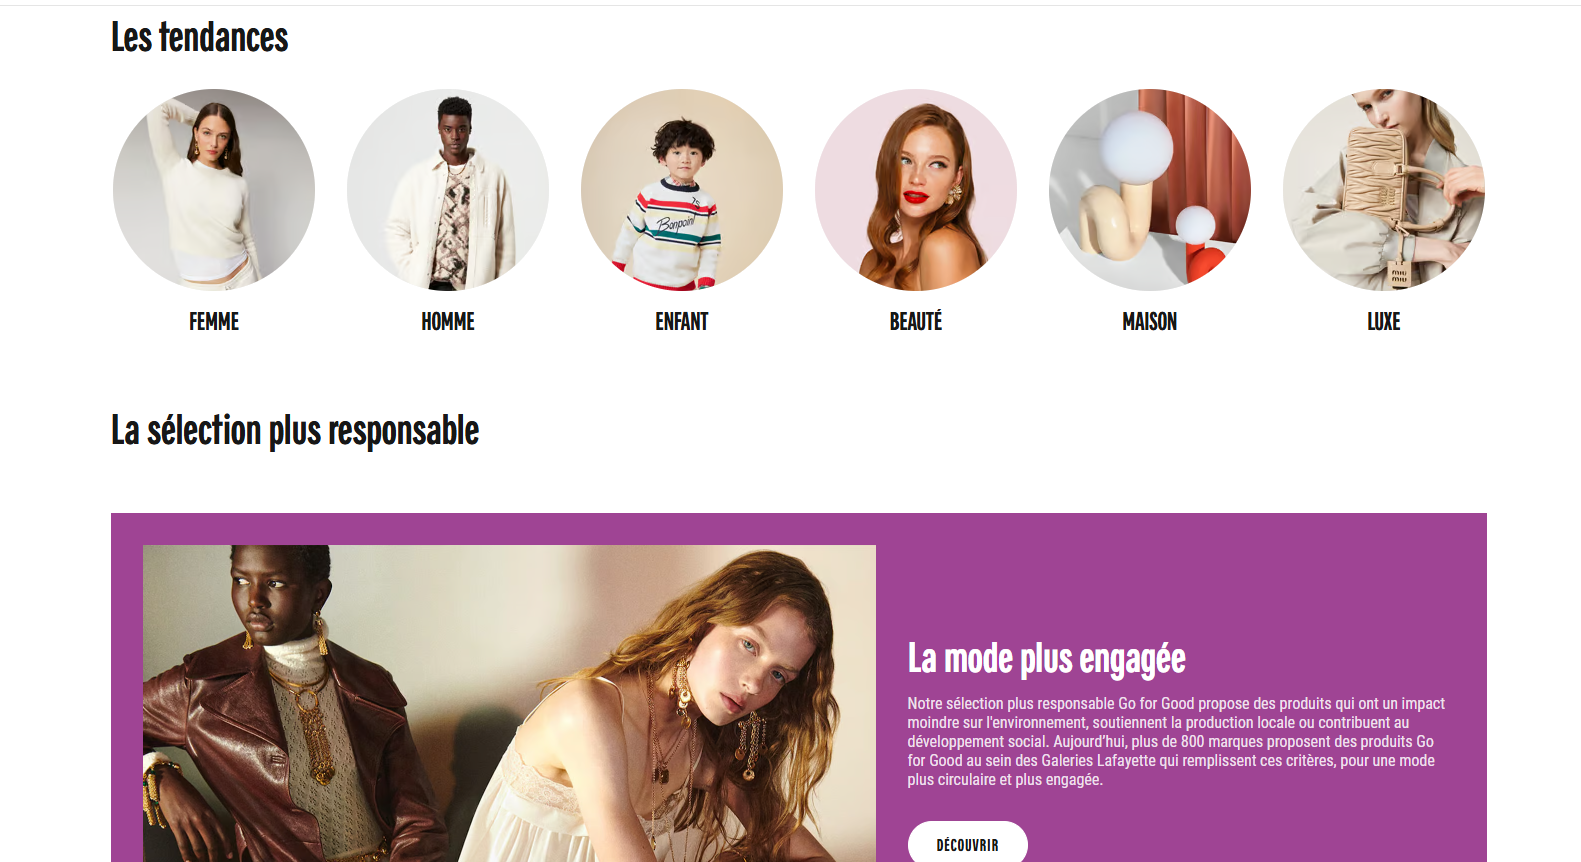 Les tendances
Bonpoint
miu
miu
FEMME
HOMME
ENFANT
BEAUTÉ
MAISON
LUXE
La sélection plus responsable
La mode plus engagée
Notre sélection plus responsable Go for Good propose des produits qui ont un impact
moindre sur l'environnement, soutiennent la production locale ou contribuent au
développement social. Aujourd'hui, plus de 800 marques proposent des produits Go
for Good au sein des Galeries Lafayette qui remplissent ces critères, pour une mode
plus circulaire et plus engagée.
DÉCOUVRIR